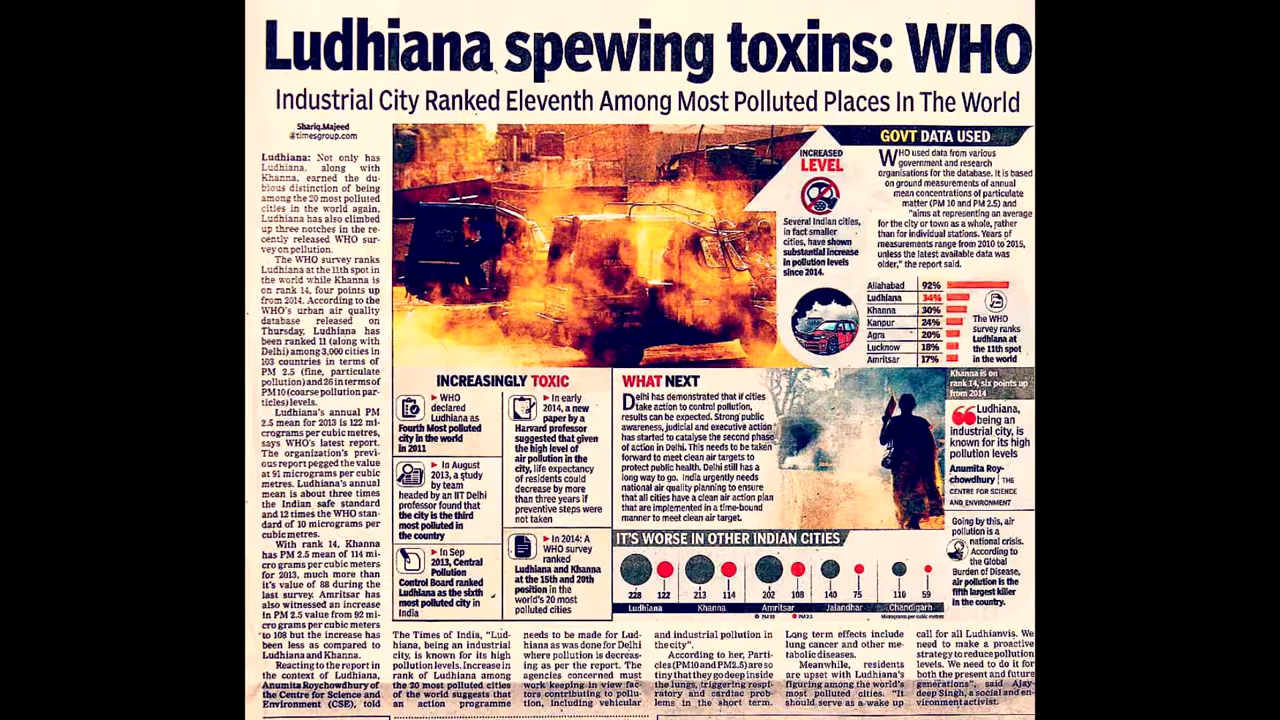 Ludhiana spewing toxins: WHO
Industrial City Ranked Eleventh Among Most Polluted Places In The World
Shariq.Majeed
@timesgroup.com
Ludhiana: Not only has
Ludhiana, along with
Khanna, earned the du-
bious distinction of being
among the 20 most polluted
cities in the world again,
Ludhiana has also climbed
up three notches in the re-
cently released WHO sur-
vey on pollution.
The WHO survey ranks
Ludhiana at the 11th spot in
the world while Khanna is
on rank 14, four points up
from 2014. According to the
WHO's urban air quality
database released on
Thursday, Ludhiana has
been ranked 11 (along with
Delhi) among 3,000 cities in
103 countries in terms of
PM 2.5 (fine, particulate
pollution) and 26 in terms of
PM 10 (coarse pollution par-
ticles) levels.
Ludhiana's annual PM
2.5 mean for 2013 is 122 mi-
crograms per cubic metres,
says WHO's latest report.
The organization's previ-
ous report pegged the value
at 91 micrograms per cubic
metres. Ludhiana's annual
mean is about three times
the Indian safe standard
and 12 times the WHO stan-
dard of 10 micrograms per
cubic metres.
With rank 14, Khanna
has PM 2.5 mean of 114 mi-
cro grams per cubic meters
for 2013, much more than
it's value of 88 during the
last survey. Amritsar has
also witnessed an increase
in PM 2.5 value from 92 mi-
cro grams per cubic meters
to 108 but the increase has
been less as compared to
Ludhiana and Khanna.
Reacting to the report in
the context of Ludhiana,
Anumita Roychowdhury of
the Centre for Science and
Environment (CSE), told
INCREASED
LEVEL
Several Indian cities,
in fact smaller
cities, have shown
substantial increase
in pollution levels
since 2014.
GOVT DATA USED
WHO used data from various
government and research
organisations for the database. It is based
on ground measurements of annual
mean concentrations of particulate
matter (PM 10 and PM 2.5) and
"aims at representing an average
for the city or town as a whole, rather
than for individual stations. Years of
measurements range from 2010 to 2015,
unless the latest available data was
older," the report said.
Allahabad 92%
Ludhiana 34%
Khanna 30%
Kanpur 24%
Agra 20%
Lucknow 18%
Amritsar 17%
The WHO
survey ranks
Ludhiana at
the 11th spot
in the world
INCREASINGLY TOXIC
WHO
declared
Ludhiana as
Fourth Most polluted
city in the world
in 2011
In August
2013, a study
by team
headed by an IIT Delhi
professor found that
the city is the third
most polluted in
the country
In Sep
2013, Central
Pollution
Control Board ranked
Ludhiana as the sixth
most polluted city in
India
In early
2014, a new
paper by a
Harvard professor
suggested that given
the high level of
air pollution in the
city, life expectancy
of residents could
decrease by more
than three years if
preventive steps were
not taken
In 2014: A
WHO survey
ranked
Ludhiana and Khanna
at the 15th and 20th
position in the
world's 20 most
polluted cities
WHAT NEXT
Delhi has demonstrated that if cities
take action to control pollution,
results can be expected. Strong public
awareness, judicial and executive action
has started to catalyse the second phase
of action in Delhi. This needs to be taken
forward to meet clean air targets to
protect public health. Delhi still has a
long way to go. India urgently needs
national air quality planning to ensure
that all cities have a clean air action plan
that are implemented in a time-bound
manner to meet clean air target.
Khanna is on
rank 14, six points up
from 2014
Ludhiana,
being an
industrial city, is
known for its high
pollution levels
Anumita Roy-
chowdhury | THE
CENTRE FOR SCIENCE
AND ENVIRONMENT
Going by this, air
pollution is a
national crisis.
According to
the Global
Burden of Disease,
air pollution is the
fifth largest killer
in the country.
IT'S WORSE IN OTHER INDIAN CITIES
228 122 213 114 202 108 140 75 110 59
Ludhiana Khanna Amritsar Jalandhar Chandigarh
PM 10 PM 2.5 Micrograms per cubic metres
The Times of India, "Lud-
hiana, being an industrial
city, is known for its high
pollution levels. Increase in
rank of Ludhiana among
the 20 most polluted cities
of the world suggests that
an action programme
needs to be made for Lud-
hiana as was done for Delhi
where pollution is decreas-
ing as per the report. The
agencies concerned must
work keeping in view fac-
tors contributing to pollu-
tion, including vehicular
and industrial pollution in
the city".
According to her, Parti-
cles (PM10 and PM2.5) are so
tiny that they go deep inside
the lungs, triggering respi-
ratory and cardiac prob-
lems in the short term.
Long term effects include
lung cancer and other me-
tabolic diseases.
Meanwhile, residents
are upset with Ludhiana's
figuring among the world's
most polluted cities. "It
should serve as a wake up
call for all Ludhianvis. We
need to make a proactive
strategy to reduce pollution
levels. We need to do it for
both the present and future
generations", said Ajay-
deep Singh, a social and en-
vironment activist.